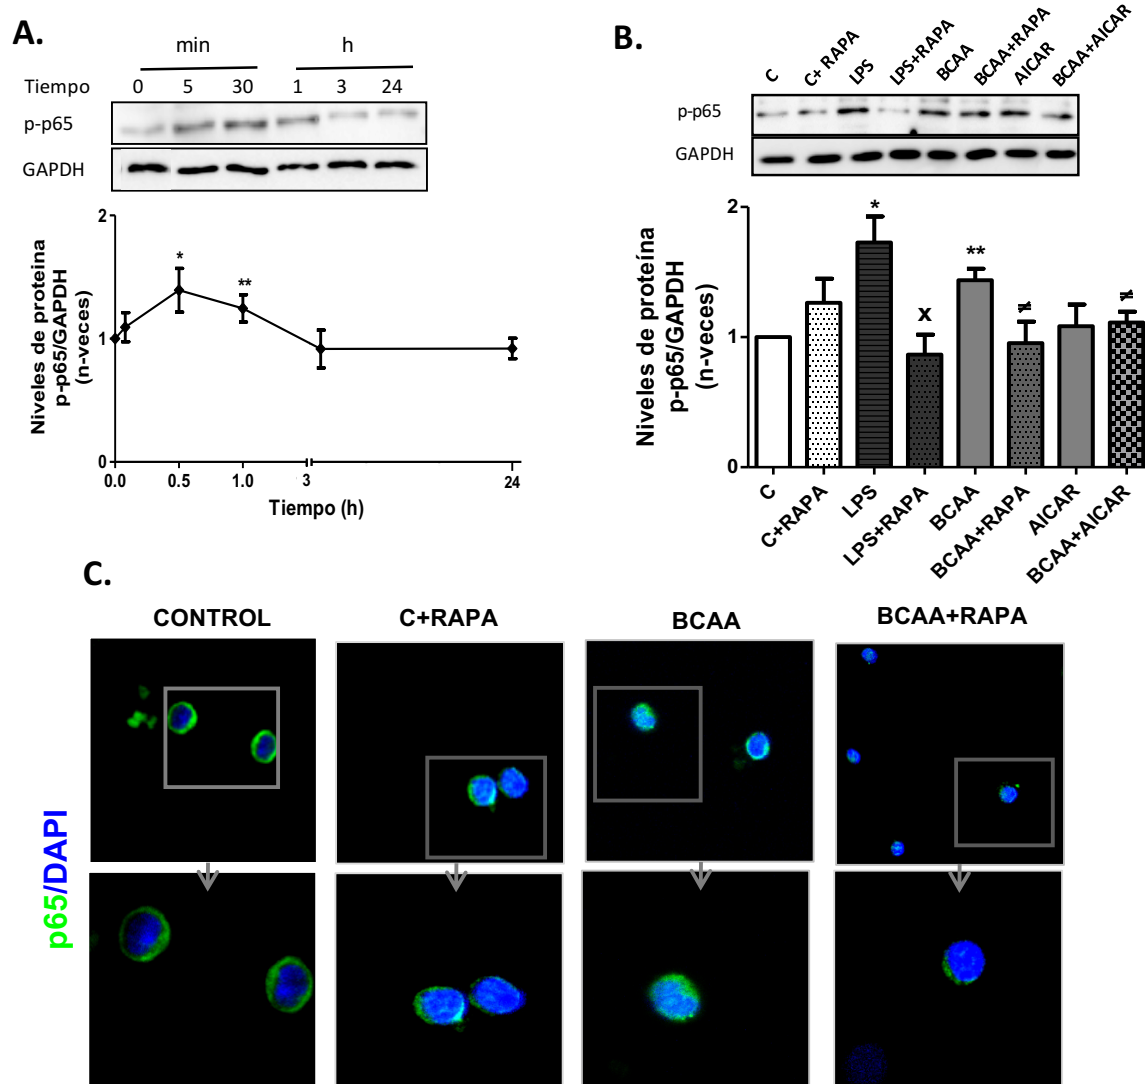 A.
min h
Tiempo 0 5 30 1 3 24
p-p65
GAPDH
2
1
0
Niveles de proteína
p-p65/GAPDH
(n-veces)
*
**
0.0 0.5 1.0 3 24
Tiempo (h)
B.
C C+ RAPA LPS LPS+RAPA BCAA BCAA+RAPA AICAR BCAA+AICAR
p-p65
GAPDH
2
1
0
Niveles de proteína
p-p65/GAPDH
(n-veces)
*
x
**
≠
≠
C C+RAPA LPS LPS+RAPA BCAA BCAA+RAPA AICAR BCAA+AICAR
C.
CONTROL C+RAPA BCAA BCAA+RAPA
p65/DAPI